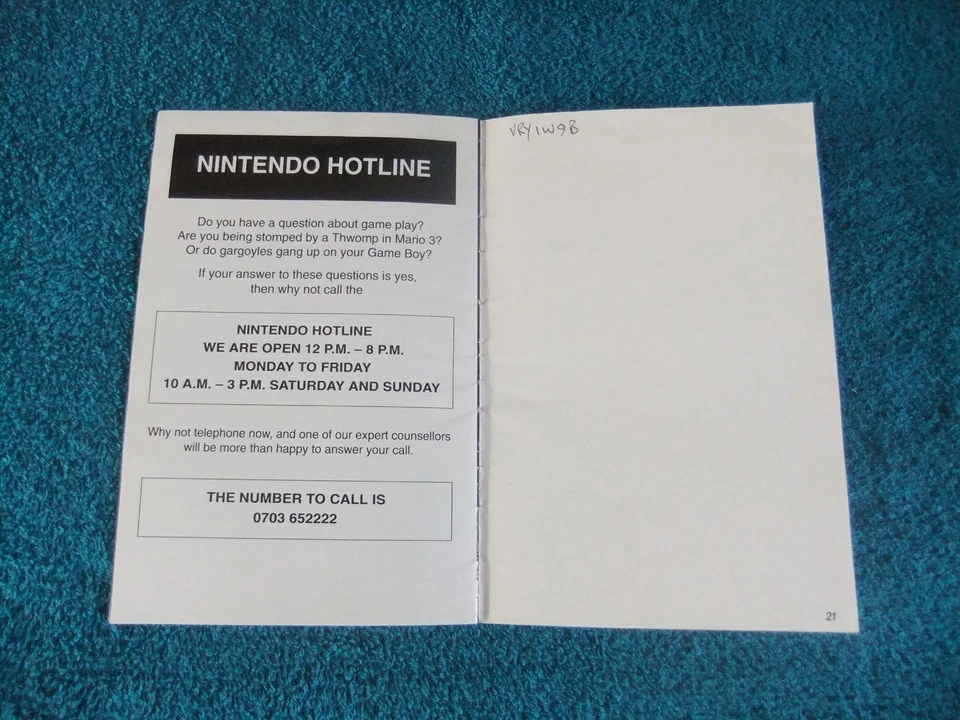 NINTENDO HOTLINE
Do you have a question about game play?
Are you being stomped by a Thwomp in Mario 3?
Or do gargoyles gang up on your Game Boy?
If your answer to these questions is yes,
then why not call the
NINTENDO HOTLINE
WE ARE OPEN 12 P.M. – 8 P.M.
MONDAY TO FRIDAY
10 A.M. – 3 P.M. SATURDAY AND SUNDAY
Why not telephone now, and one of our expert counsellors
will be more than happy to answer your call.
THE NUMBER TO CALL IS
0703 652222
VRY1W9B
21